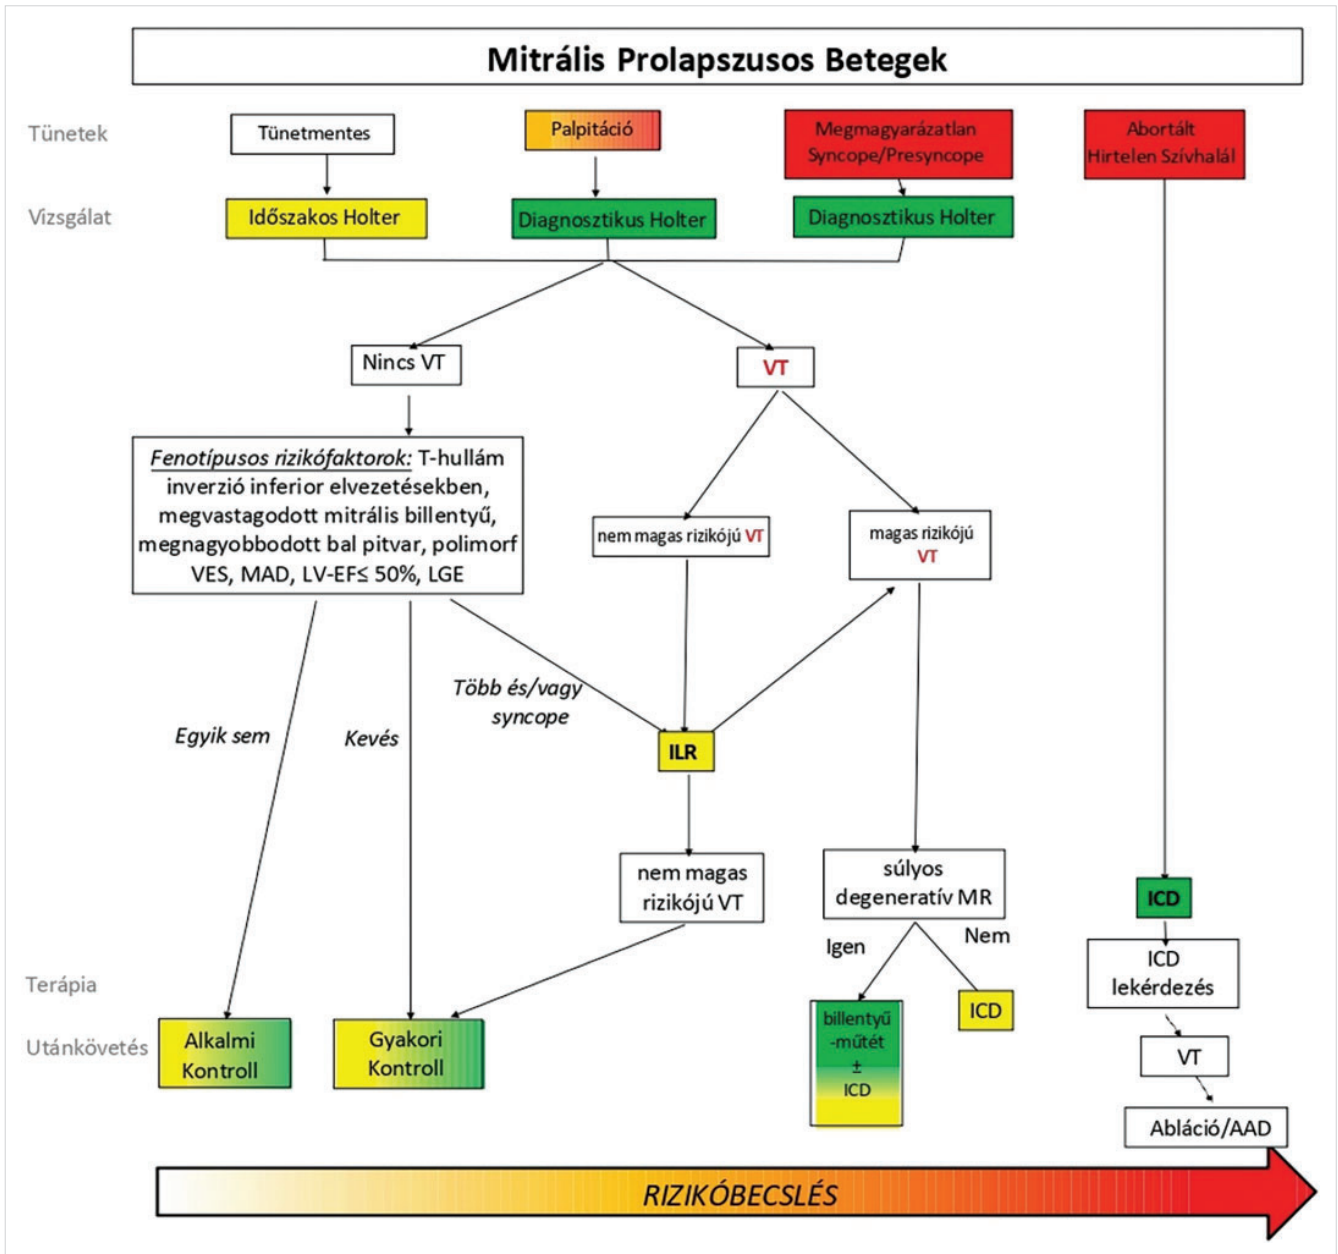 Mitrális Prolapszusos Betegek
Tünetek
Tünetmentes
Palpitáció
Megmagyarázatlan
Syncope/Presyncope
Abortált
Hirtelen Szívhalál
Vizsgálat
Időszakos Holter
Diagnosztikus Holter
Diagnosztikus Holter
Nincs VT
VT
Fenotípusos rizikófaktorok: T-hullám
inverzió inferior elvezetésekben,
megvastagodott mitrális billentyű,
megnagyobbodott bal pitvar, polimorf
VES, MAD, LV-EF≤ 50%, LGE
nem magas rizikójú VT
magas rizikójú
VT
Egyik sem
Kevés
Több és/vagy
syncope
ILR
nem magas
rizikójú VT
súlyos
degeneratív MR
Igen
Nem
ICD
ICD
lekérdezés
VT
Abláció/AAD
Terápia
Utánkövetés
Alkalmi
Kontroll
Gyakori
Kontroll
billentyű
-műtét
±
ICD
ICD
RIZIKÓBECSLÉS